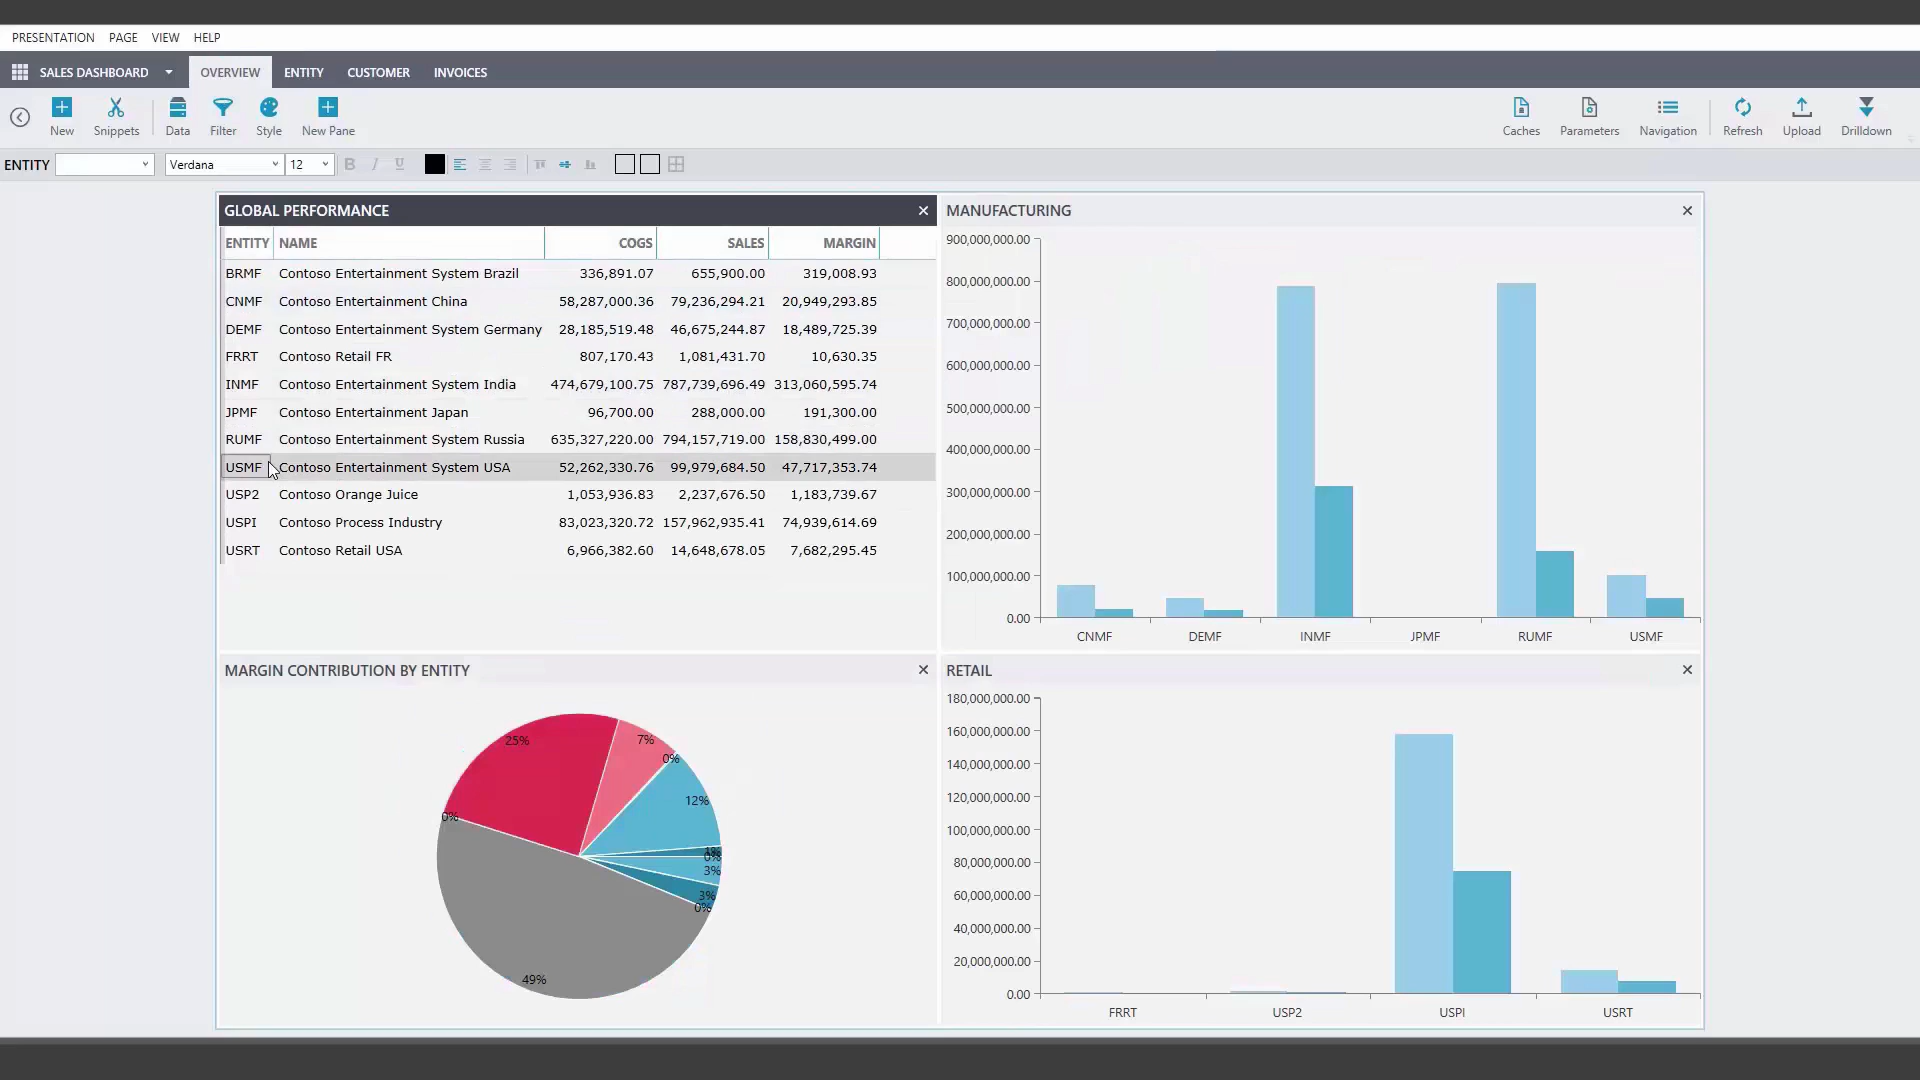 PRESENTATION PAGE VIEW HELP
SALES DASHBOARD OVERVIEW ENTITY CUSTOMER INVOICES
New Snippets Data Filter Style New Pane Caches Parameters Navigation Refresh Upload Drilldown
ENTITY Verdana 12 B I U
GLOBAL PERFORMANCE
ENTITY NAME COGS SALES MARGIN
BRMF Contoso Entertainment System Brazil 336,891.07 655,900.00 319,008.93
CNMF Contoso Entertainment China 58,287,000.36 79,236,294.21 20,949,293.85
DEMF Contoso Entertainment System Germany 28,185,519.48 46,675,244.87 18,489,725.39
FRRT Contoso Retail FR 807,170.43 1,081,431.70 10,630.35
INMF Contoso Entertainment System India 474,679,100.75 787,739,696.49 313,060,595.74
JPMF Contoso Entertainment Japan 96,700.00 288,000.00 191,300.00
RUMF Contoso Entertainment System Russia 635,327,220.00 794,157,719.00 158,830,499.00
USMF Contoso Entertainment System USA 52,262,330.76 99,979,684.50 47,717,353.74
USP2 Contoso Orange Juice 1,053,936.83 2,237,676.50 1,183,739.67
USPI Contoso Process Industry 83,023,320.72 157,962,935.41 74,939,614.69
USRT Contoso Retail USA 6,966,382.60 14,648,678.05 7,682,295.45
MANUFACTURING
900,000,000.00
800,000,000.00
700,000,000.00
600,000,000.00
500,000,000.00
400,000,000.00
300,000,000.00
200,000,000.00
100,000,000.00
0.00
CNMF DEMF INMF JPMF RUMF USMF
MARGIN CONTRIBUTION BY ENTITY
25%
7%
0%
12%
0%
1%
0%
3%
3%
0%
49%
RETAIL
180,000,000.00
160,000,000.00
140,000,000.00
120,000,000.00
100,000,000.00
80,000,000.00
60,000,000.00
40,000,000.00
20,000,000.00
0.00
FRRT USP2 USPI USRT